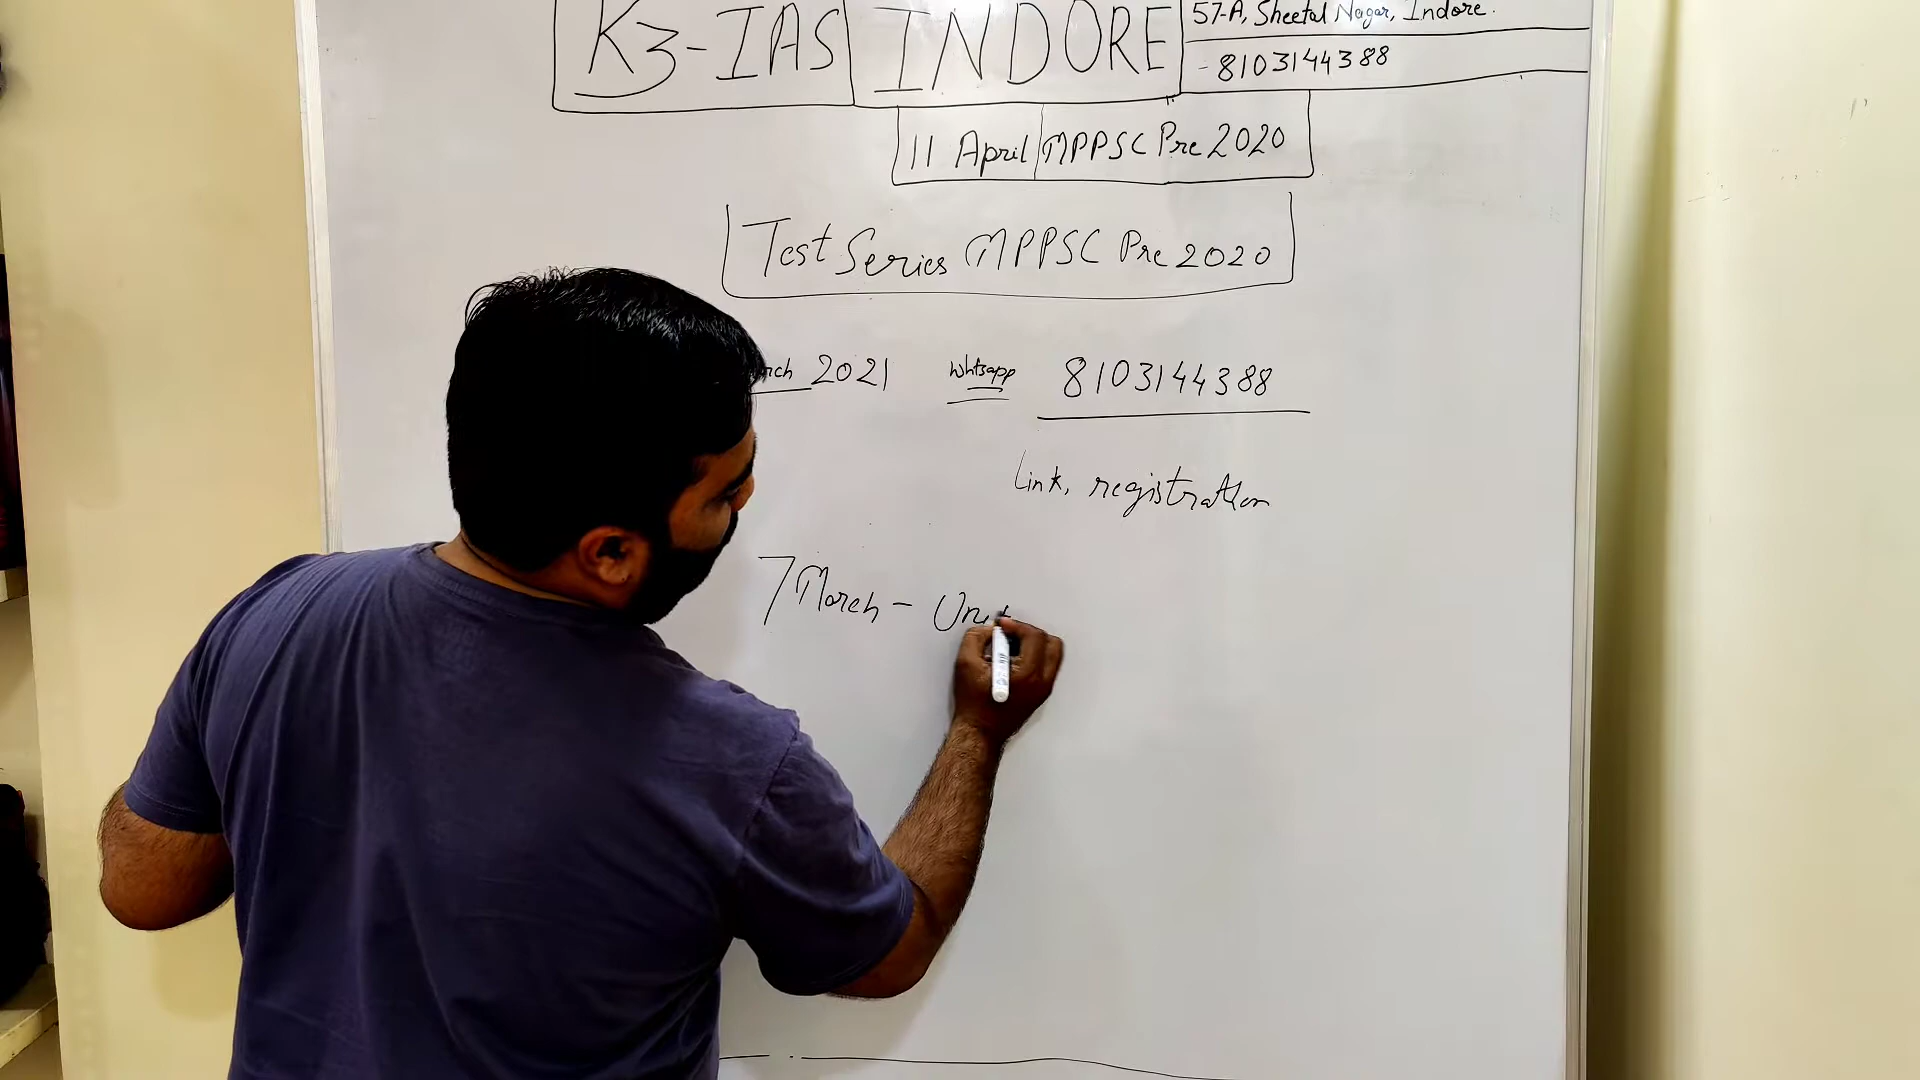 K3-IAS INDORE
57-A, Sheetal Nagar, Indore.
- 8103144388
11 April MPPSC Pre 2020
Test Series MPPSC Pre 2020
2021 Whtsapp 8103144388
Link, registration
7 March - Unit